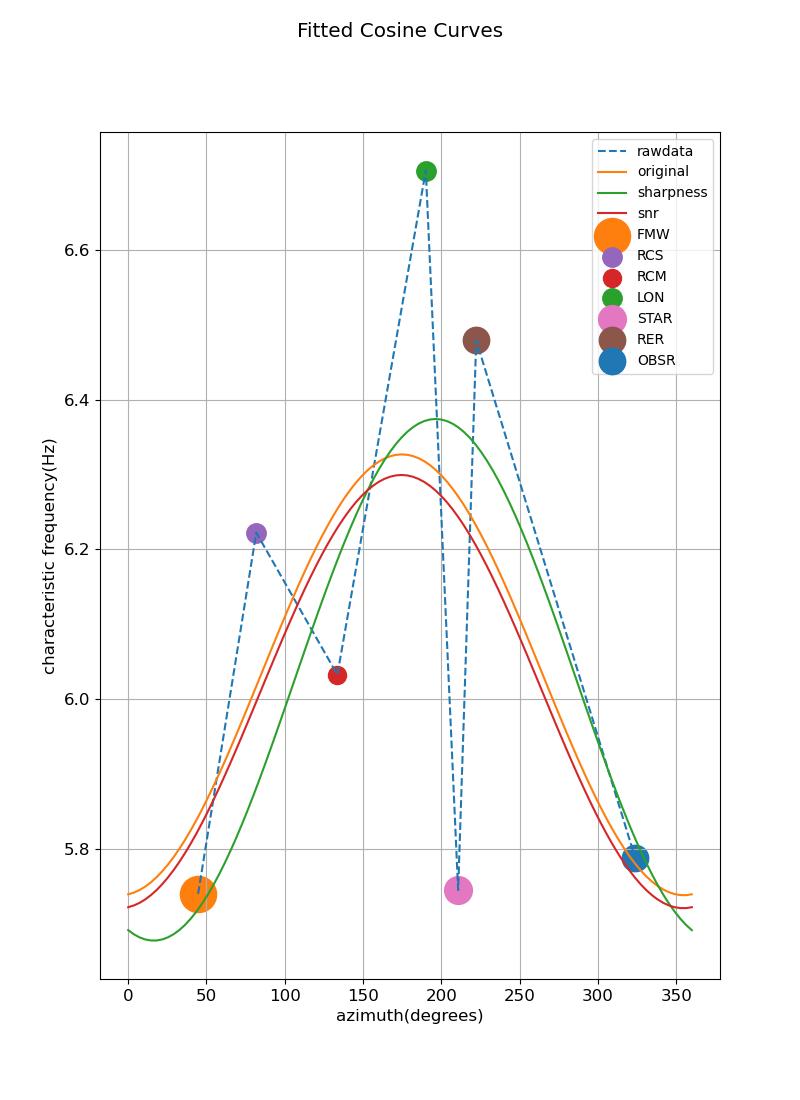 Fitted Cosine Curves
rawdata
original
sharpness
snr
FMW
RCS
RCM
LON
STAR
RER
OBSR
6.6
6.4
6.2
6.0
5.8
characteristic frequency(Hz)
0 50 100 150 200 250 300 350
azimuth(degrees)